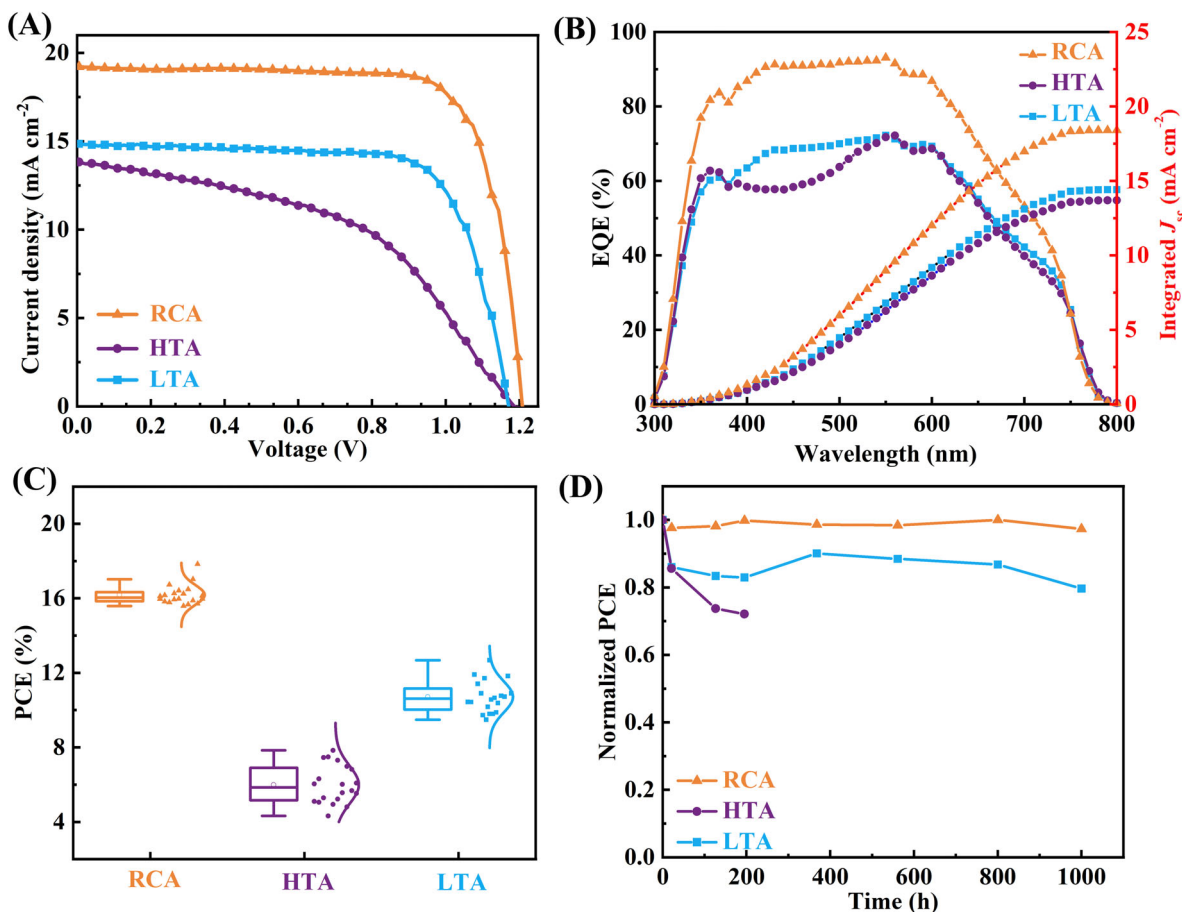 (A)
Current density (mA cm⁻²)
20
15
10
5
0
RCA
HTA
LTA
0.0 0.2 0.4 0.6 0.8 1.0 1.2
Voltage (V)
(B)
EQE (%)
100
80
60
40
20
0
RCA
HTA
LTA
25
20
15
10
5
0
Integrated Jsc (mA cm⁻²)
300 400 500 600 700 800
Wavelength (nm)
(C)
PCE (%)
20
16
12
8
4
RCA HTA LTA
(D)
Normalized PCE
1.0
0.8
0.6
0.4
0.2
0.0
RCA
HTA
LTA
0 200 400 600 800 1000
Time (h)